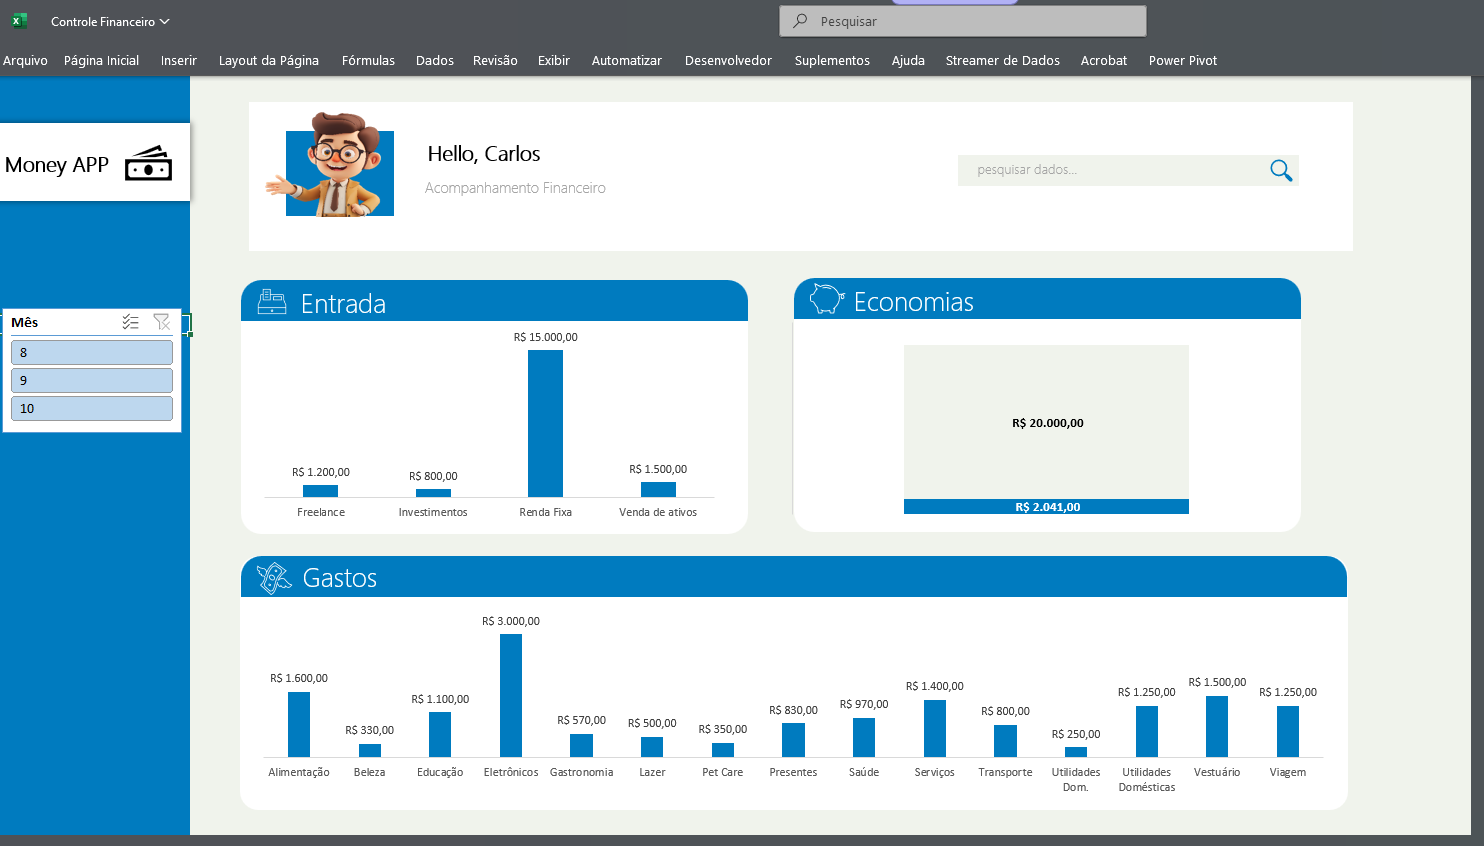 Controle Financeiro
Pesquisar
Arquivo Página Inicial Inserir Layout da Página Fórmulas Dados Revisão Exibir Automatizar Desenvolvedor Suplementos Ajuda Streamer de Dados Acrobat Power Pivot
Money APP
Hello, Carlos
Acompanhamento Financeiro
pesquisar dados...
Mês
8
9
10
Entrada
R$ 15.000,00
R$ 1.200,00 R$ 800,00 R$ 1.500,00
Freelance Investimentos Renda Fixa Venda de ativos
Economias
R$ 20.000,00
R$ 2.041,00
Gastos
R$ 1.600,00 R$ 330,00 R$ 1.100,00 R$ 3.000,00 R$ 570,00 R$ 500,00 R$ 350,00 R$ 830,00 R$ 970,00 R$ 1.400,00 R$ 800,00 R$ 250,00 R$ 1.250,00 R$ 1.500,00 R$ 1.250,00
Alimentação Beleza Educação Eletrônicos Gastronomia Lazer Pet Care Presentes Saúde Serviços Transporte Utilidades Utilidades Vestuário Viagem
Dom. Domésticas